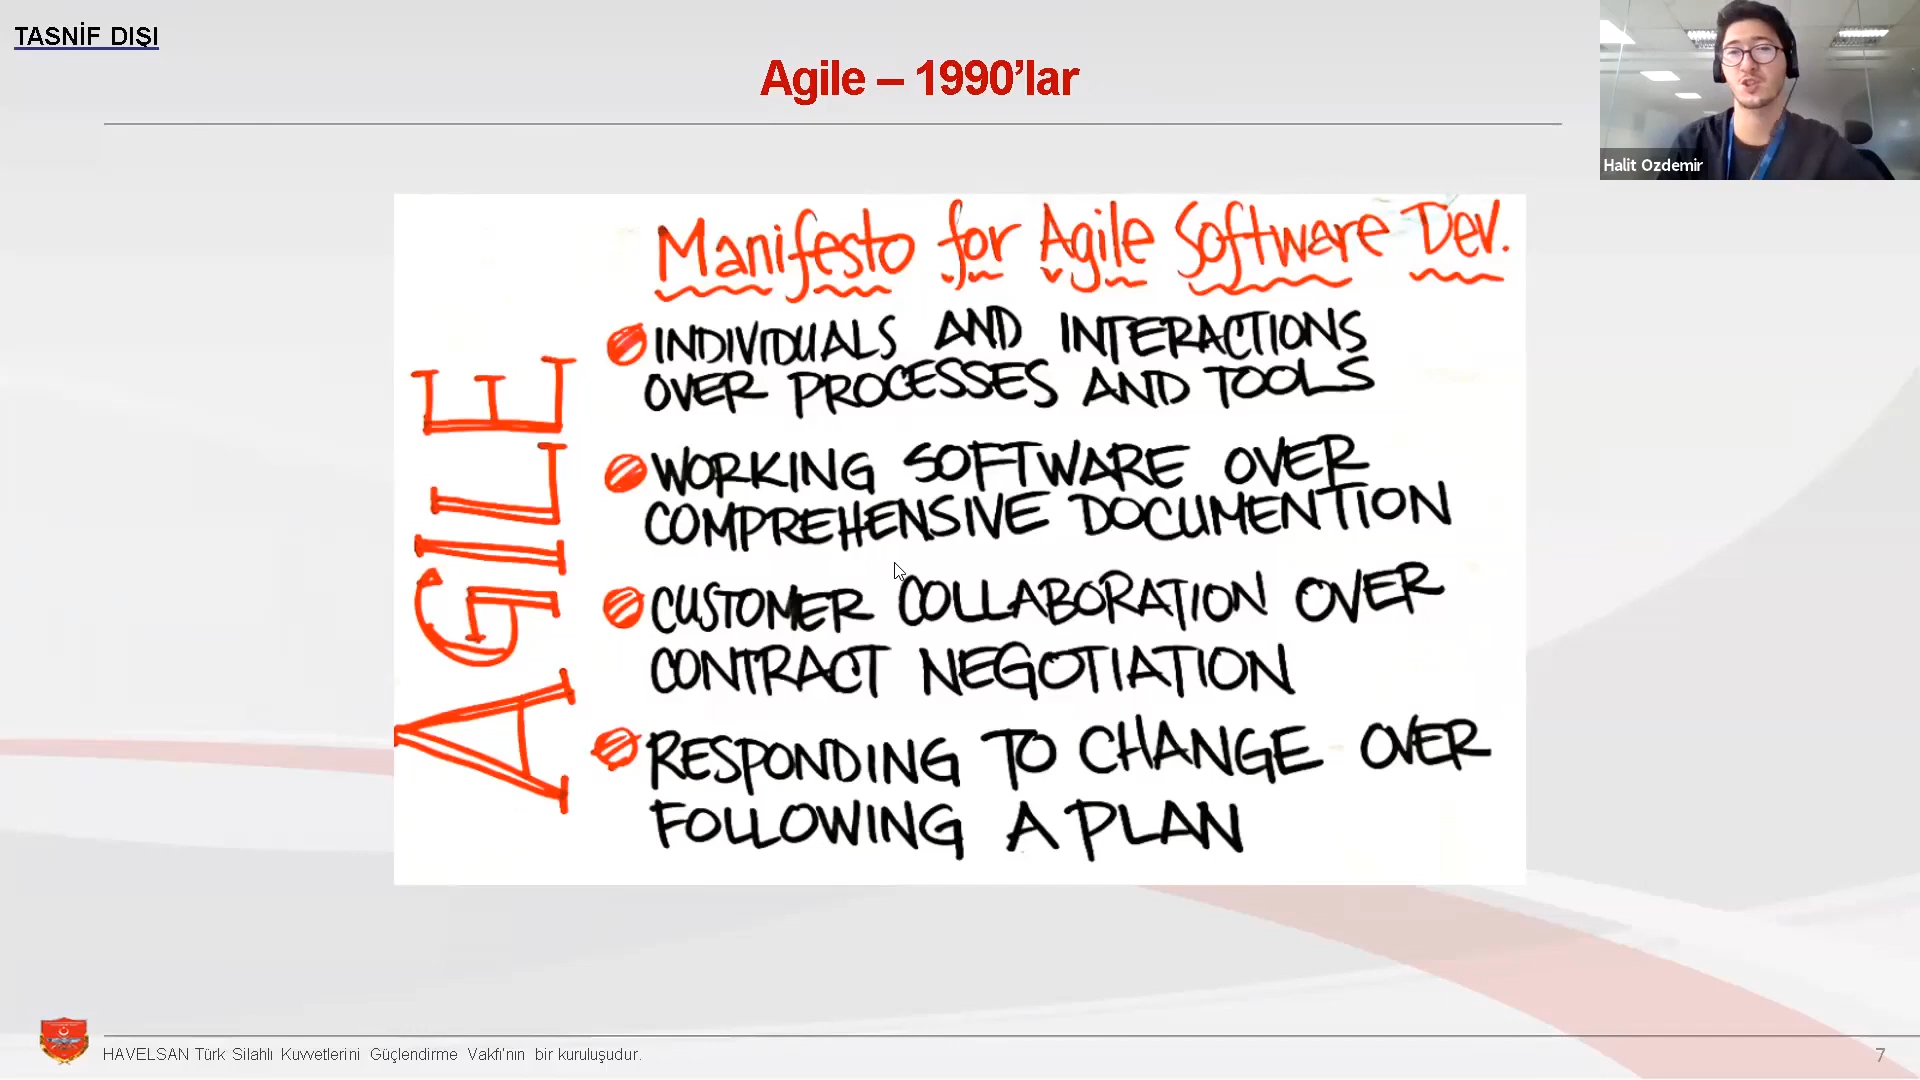 TASNİF DIŞI
Agile – 1990’lar
Halit Ozdemir
Manifesto for Agile Software Dev.
AGILE
INDIVIDUALS AND INTERACTIONS
OVER PROCESSES AND TOOLS
WORKING SOFTWARE OVER
COMPREHENSIVE DOCUMENTION
CUSTOMER COLLABORATION OVER
CONTRACT NEGOTIATION
RESPONDING TO CHANGE OVER
FOLLOWING A PLAN
HAVELSAN Türk Silahlı Kuvvetlerini Güçlendirme Vakfı'nın bir kuruluşudur.
7